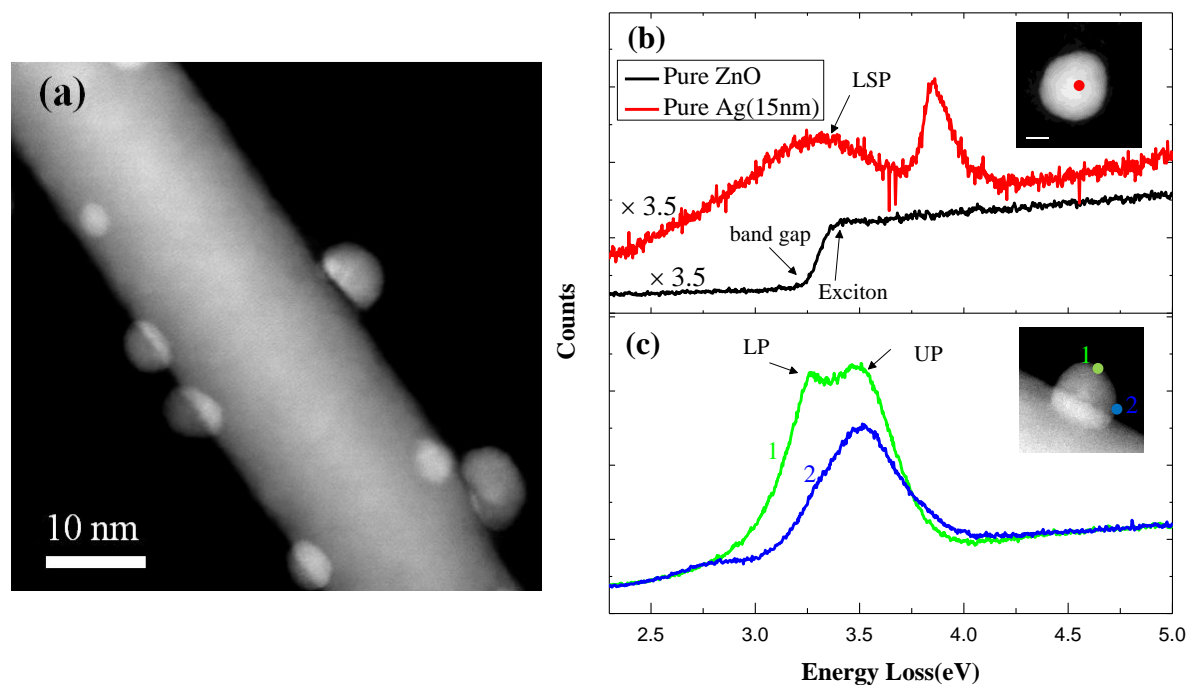 (a)
10 nm
(b)
Pure ZnO
Pure Ag(15nm)
LSP
× 3.5
band gap
× 3.5
Exciton
Counts
(c)
LP
UP
1
2
1
2
2.5 3.0 3.5 4.0 4.5 5.0
Energy Loss(eV)